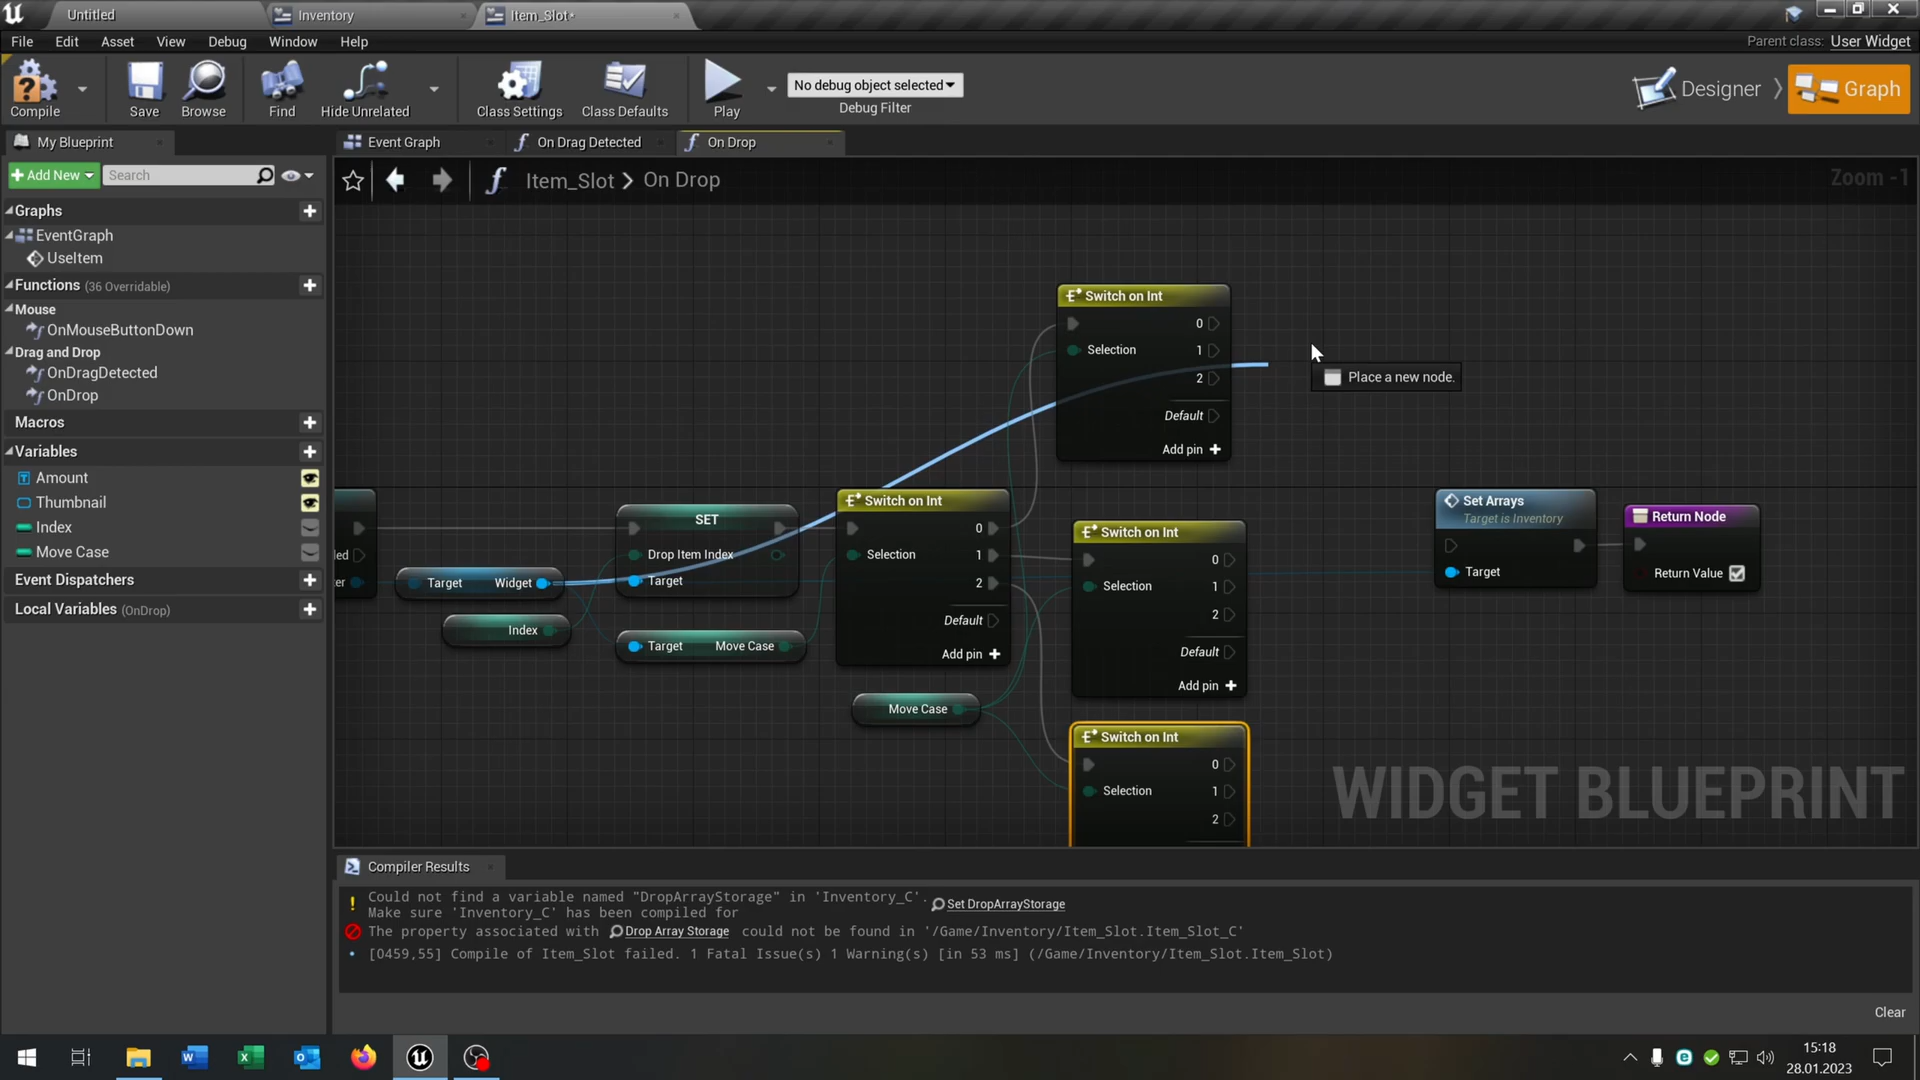 Untitled
Inventory
Item_Slot*
File Edit Asset View Debug Window Help
Parent class: User Widget
Compile
Save
Browse
Find
Hide Unrelated
Class Settings
Class Defaults
Play
No debug object selected
Debug Filter
Designer
Graph
My Blueprint
Event Graph
On Drag Detected
On Drop
Add New
Search
Item_Slot > On Drop
Zoom -1
Graphs
EventGraph
UseItem
Functions (36 Overridable)
Mouse
OnMouseButtonDown
Drag and Drop
OnDragDetected
OnDrop
Macros
Variables
Amount
Thumbnail
Index
Move Case
Event Dispatchers
Local Variables (OnDrop)
Switch on Int
0
Selection 1
2
Default
Add pin +
Place a new node.
led
er
Target Widget
Index
SET
Drop Item Index
Target
Target Move Case
Switch on Int
0
Selection 1
2
Default
Add pin +
Move Case
Switch on Int
0
Selection 1
2
Default
Add pin +
Switch on Int
0
Selection 1
2
Set Arrays
Target is Inventory
Target
Return Node
Return Value
WIDGET BLUEPRINT
Compiler Results
Could not find a variable named "DropArrayStorage" in 'Inventory_C'.
Make sure 'Inventory_C' has been compiled for Set DropArrayStorage
The property associated with Drop Array Storage could not be found in '/Game/Inventory/Item_Slot.Item_Slot_C'
[0459,55] Compile of Item_Slot failed. 1 Fatal Issue(s) 1 Warning(s) [in 53 ms] (/Game/Inventory/Item_Slot.Item_Slot)
Clear
15:18
28.01.2023